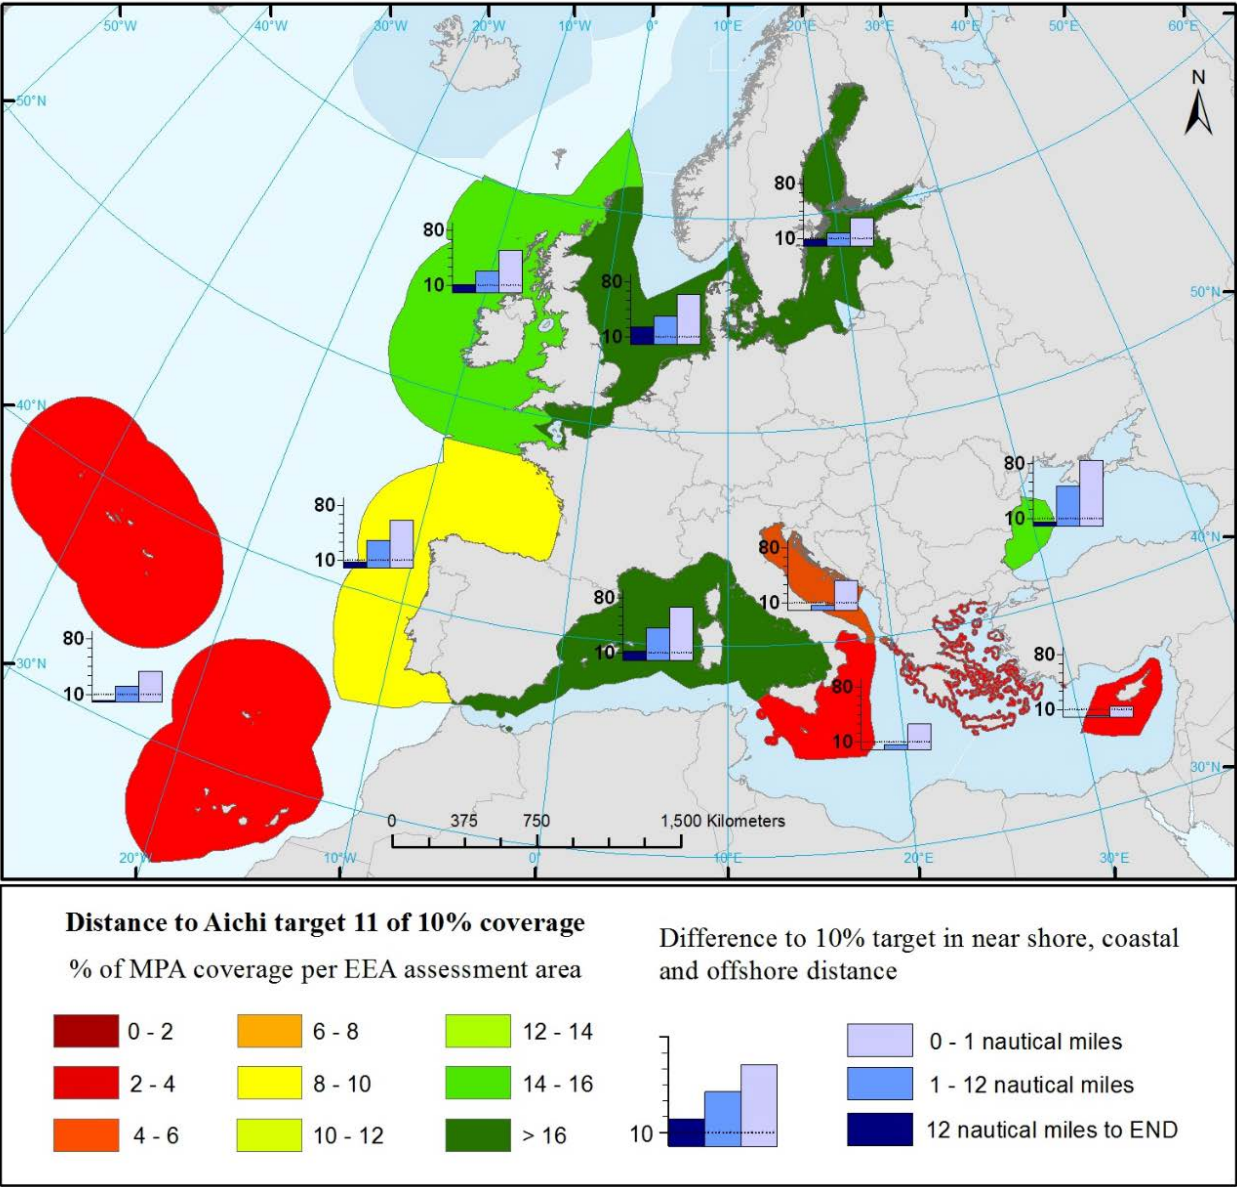 50°W 40°W 30°W 20°W 10°W 0° 10°E 20°E 30°E 40°E 50°E 60°E
N
50°N
80
80
10
80
10
50°N
80
10
40°N
80
10
80
10
40°N
80
10
80
10
30°N
80
10
80
10
80
10
30°N
0 375 750 1,500 Kilometers
20°W 10°W 0° 10°E 20°E 30°E
Distance to Aichi target 11 of 10% coverage
% of MPA coverage per EEA assessment area
0 - 2
2 - 4
4 - 6
6 - 8
8 - 10
10 - 12
12 - 14
14 - 16
> 16
Difference to 10% target in near shore, coastal
and offshore distance
10
0 - 1 nautical miles
1 - 12 nautical miles
12 nautical miles to END